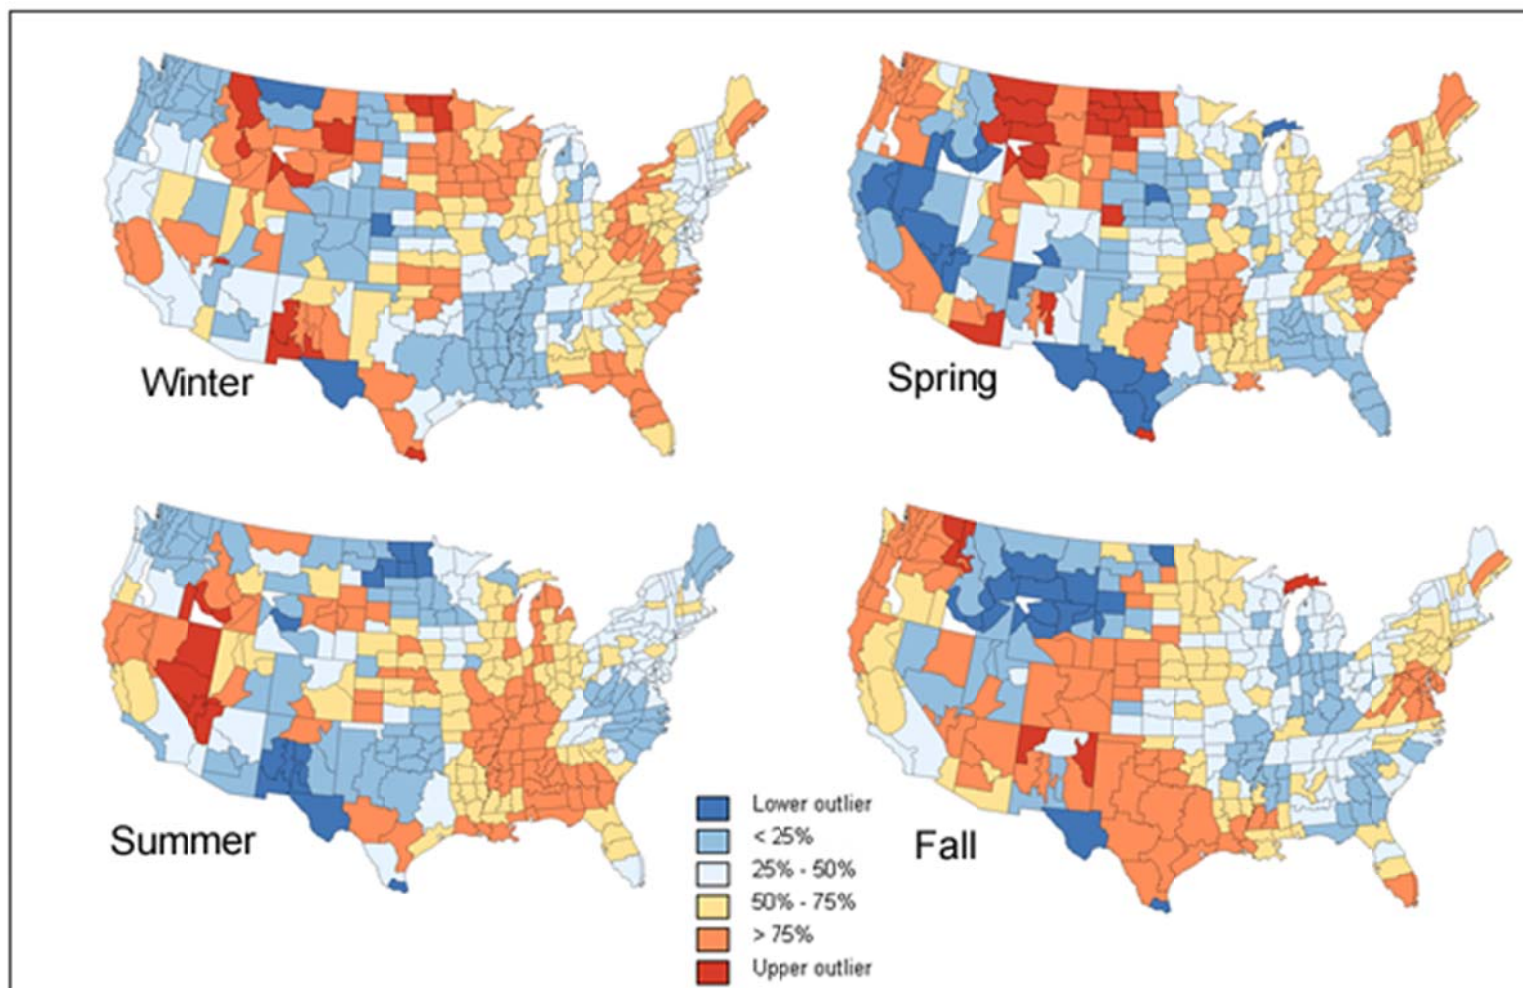 Winter
Spring
Summer
Fall
Lower outlier
< 25%
25% - 50%
50% - 75%
> 75%
Upper outlier